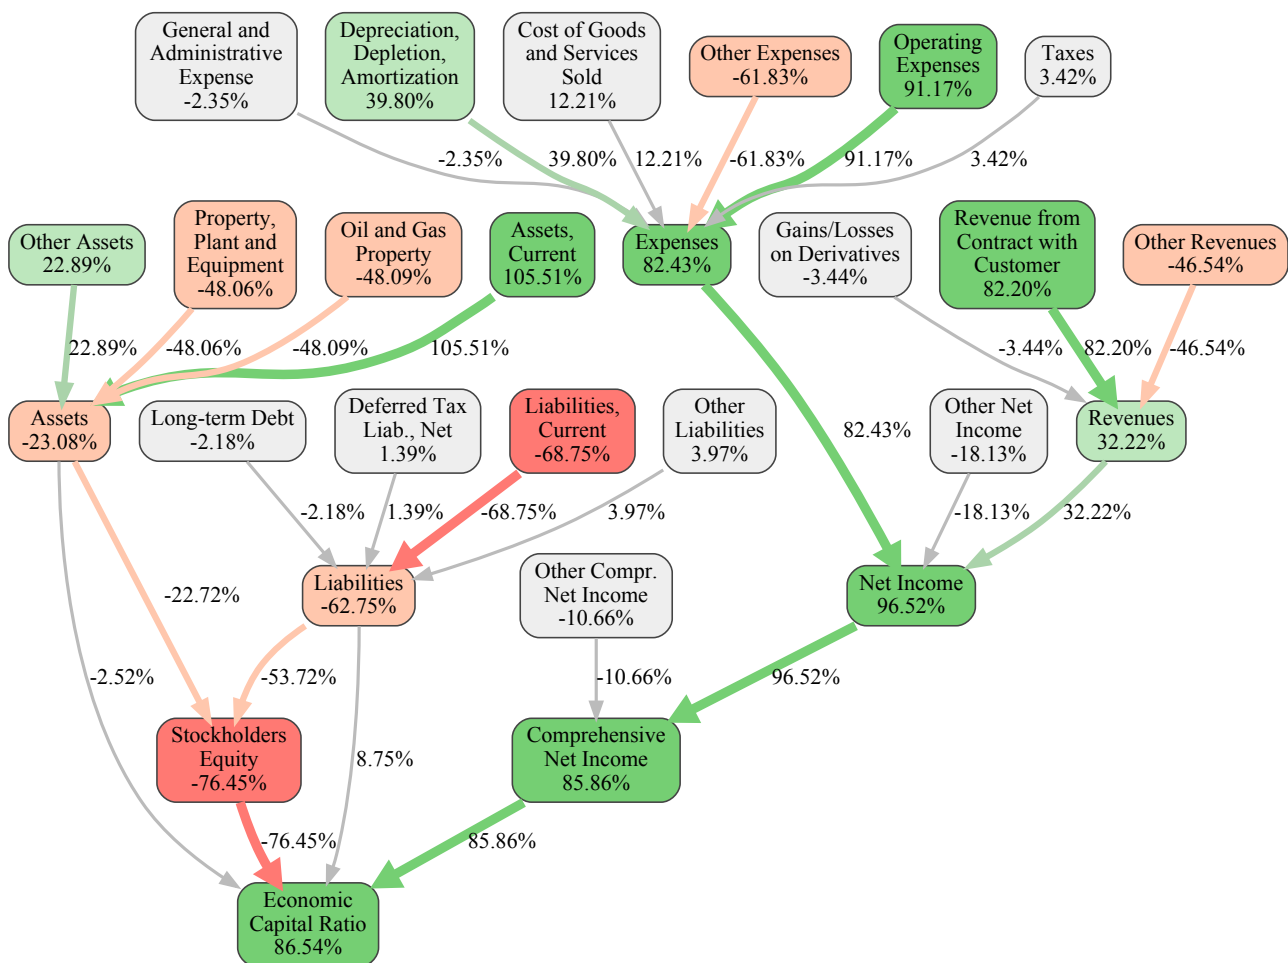 General and
Administrative
Expense
-2.35%
Depreciation,
Depletion,
Amortization
39.80%
Cost of Goods
and Services
Sold
12.21%
Other Expenses
-61.83%
Operating
Expenses
91.17%
Taxes
3.42%
-2.35%
39.80%
12.21%
-61.83%
91.17%
3.42%
Other Assets
22.89%
Property,
Plant and
Equipment
-48.06%
Oil and Gas
Property
-48.09%
Assets,
Current
105.51%
Expenses
82.43%
Gains/Losses
on Derivatives
-3.44%
Revenue from
Contract with
Customer
82.20%
Other Revenues
-46.54%
22.89%
-48.06%
-48.09%
105.51%
-3.44%
82.20%
-46.54%
Assets
-23.08%
Long-term Debt
-2.18%
Deferred Tax
Liab., Net
1.39%
Liabilities,
Current
-68.75%
Other
Liabilities
3.97%
82.43%
Other Net
Income
-18.13%
Revenues
32.22%
-2.18%
1.39%
-68.75%
3.97%
-18.13%
32.22%
-22.72%
Liabilities
-62.75%
Other Compr.
Net Income
-10.66%
Net Income
96.52%
-2.52%
-53.72%
-10.66%
96.52%
Stockholders
Equity
-76.45%
8.75%
Comprehensive
Net Income
85.86%
-76.45%
85.86%
Economic
Capital Ratio
86.54%